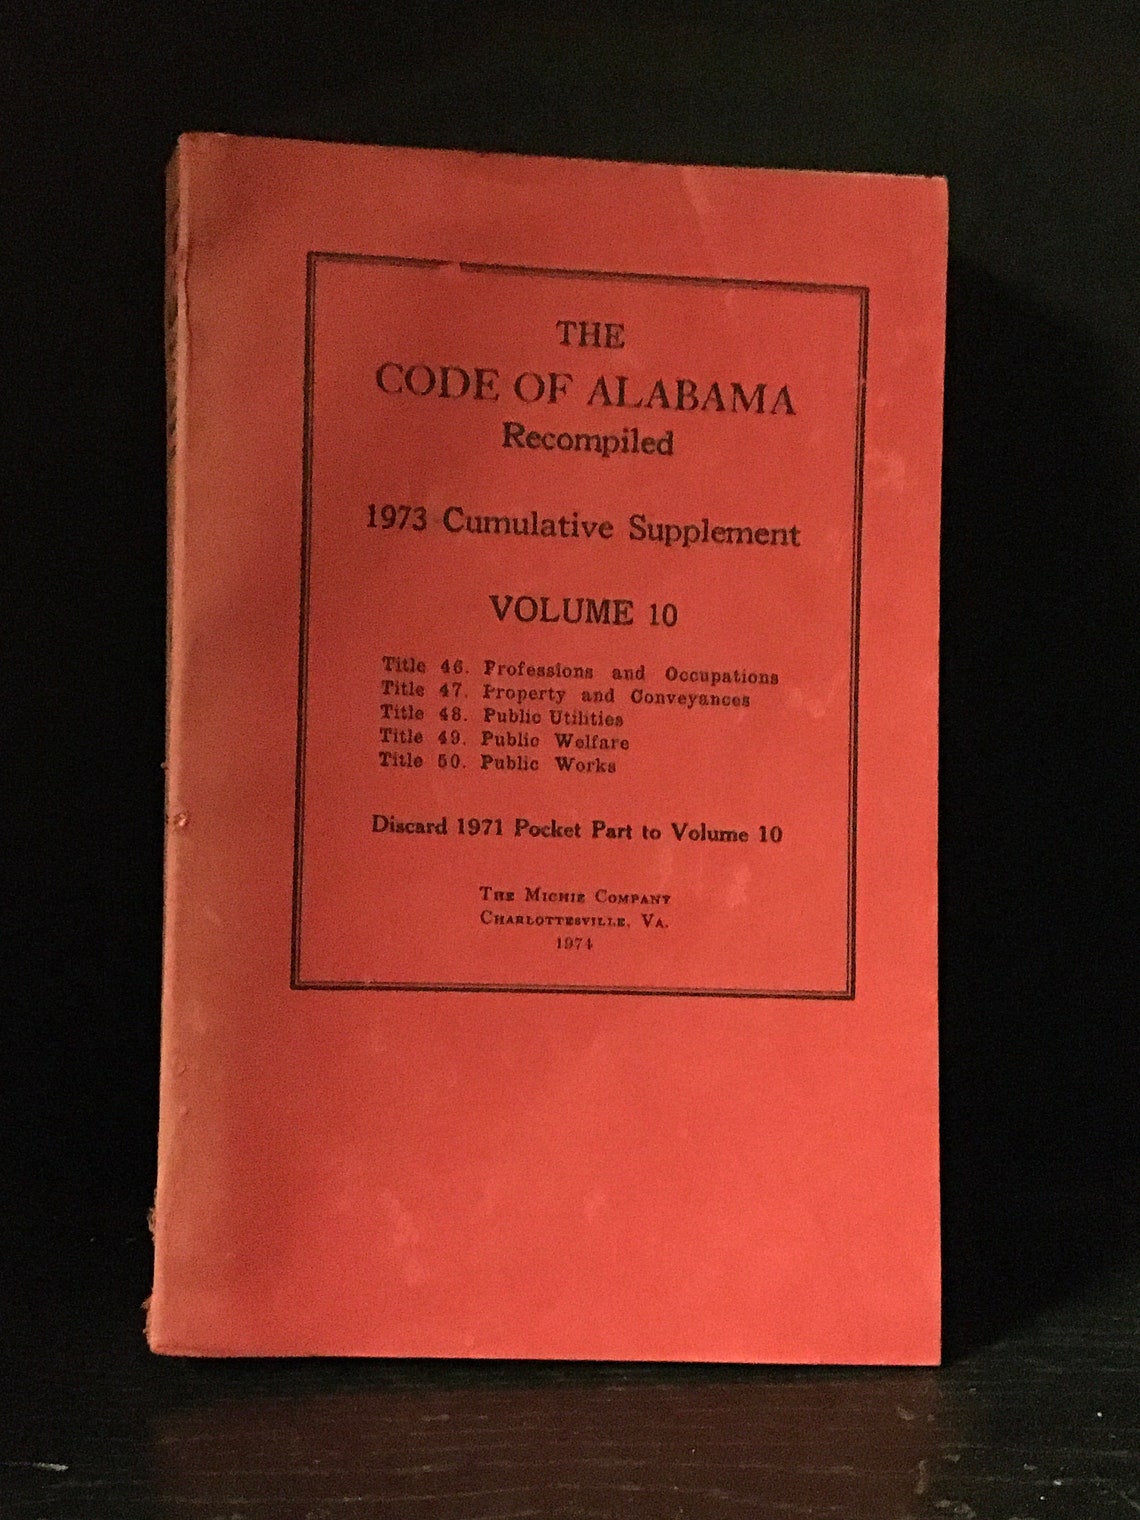 THE
CODE OF ALABAMA
Recompiled
1973 Cumulative Supplement
VOLUME 10
Title 46. Professions and Occupations
Title 47. Property and Conveyances
Title 48. Public Utilities
Title 49. Public Welfare
Title 50. Public Works
Discard 1971 Pocket Part to Volume 10
THE MICHIE COMPANY
CHARLOTTESVILLE, VA.
1974